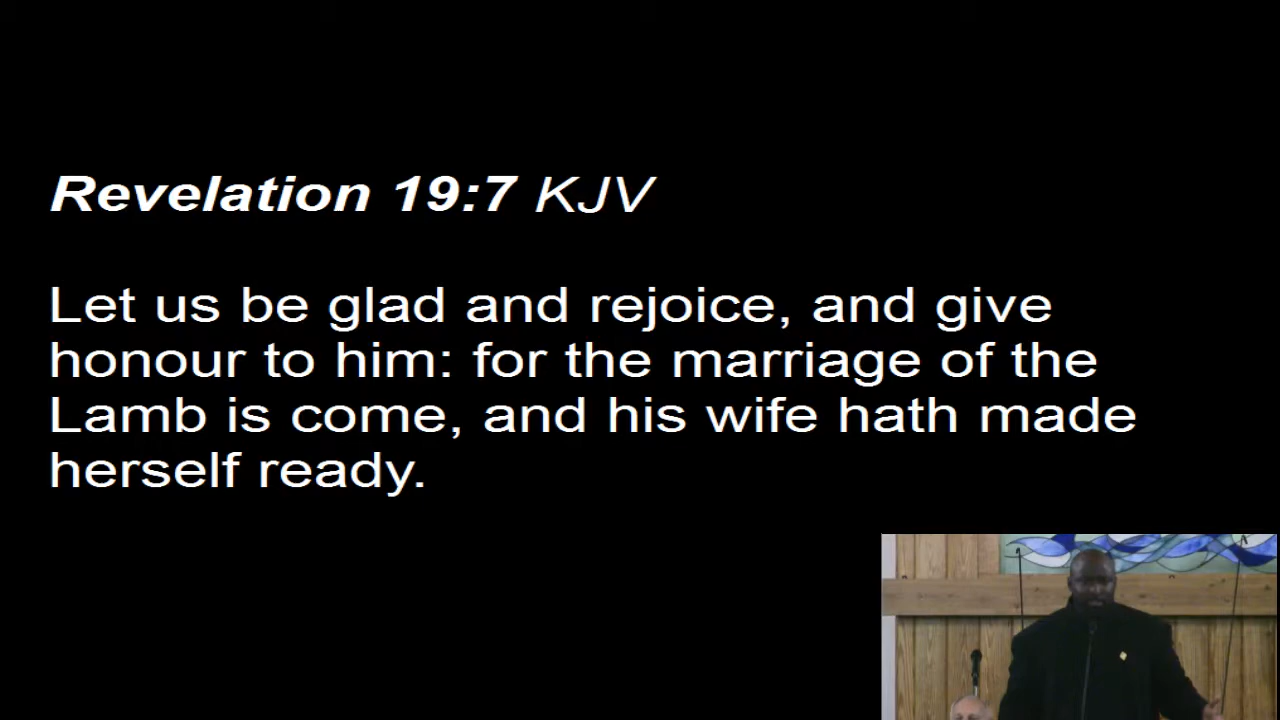 Revelation 19:7 KJV
Let us be glad and rejoice, and give
honour to him: for the marriage of the
Lamb is come, and his wife hath made
herself ready.